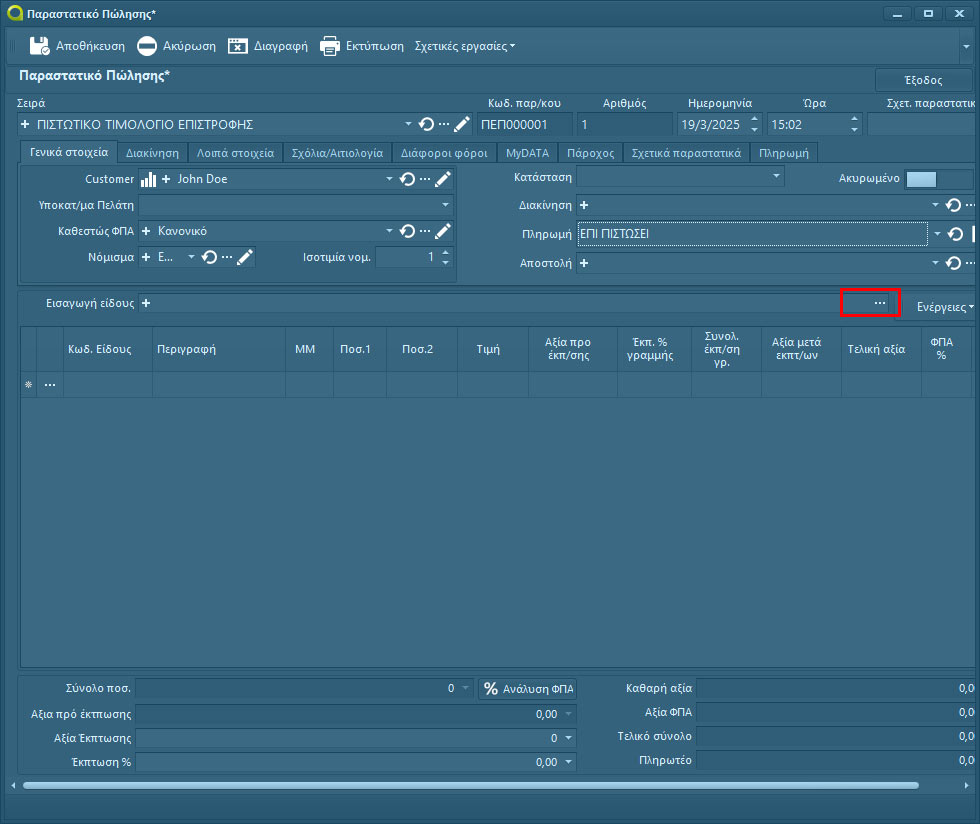 Παραστατικό Πώλησης*
Αποθήκευση Ακύρωση Διαγραφή Εκτύπωση Σχετικές εργασίες
Παραστατικό Πώλησης*
Έξοδος
Σειρά Κωδ. παρ/κου Αριθμός Ημερομηνία Ώρα Σχετ. παραστατικ
ΠΙΣΤΩΤΙΚΟ ΤΙΜΟΛΟΓΙΟ ΕΠΙΣΤΡΟΦΗΣ ΠΕΠ000001 1 19/3/2025 15:02
Γενικά στοιχεία Διακίνηση Λοιπά στοιχεία Σχόλια/Αιτιολογία Διάφοροι φόροι MyDATA Πάροχος Σχετικά παραστατικά Πληρωμή
Customer John Doe Κατάσταση Ακυρωμένο
Υποκατ/μα Πελάτη Διακίνηση
Καθεστώς ΦΠΑ Κανονικό Πληρωμή ΕΠΙ ΠΙΣΤΩΣΕΙ
Νόμισμα Ε... Ισοτιμία νομ. 1 Αποστολή
Εισαγωγή είδους ... Ενέργειες
Κωδ. Είδους Περιγραφή ΜΜ Ποσ.1 Ποσ.2 Τιμή Αξία προ έκπ/σης Έκπ. % γραμμής Συνολ. έκπ/ση γρ. Αξία μετά εκπτ/ων Τελική αξία ΦΠΑ %
Σύνολο ποσ. 0 % Ανάλυση ΦΠΑ Καθαρή αξία 0,0
Αξια πρό έκτπωσης 0,00 Αξία ΦΠΑ 0,0
Αξία Έκπτωσης 0 Τελικό σύνολο 0,0
Έκπτωση % 0,00 Πληρωτέο 0,0